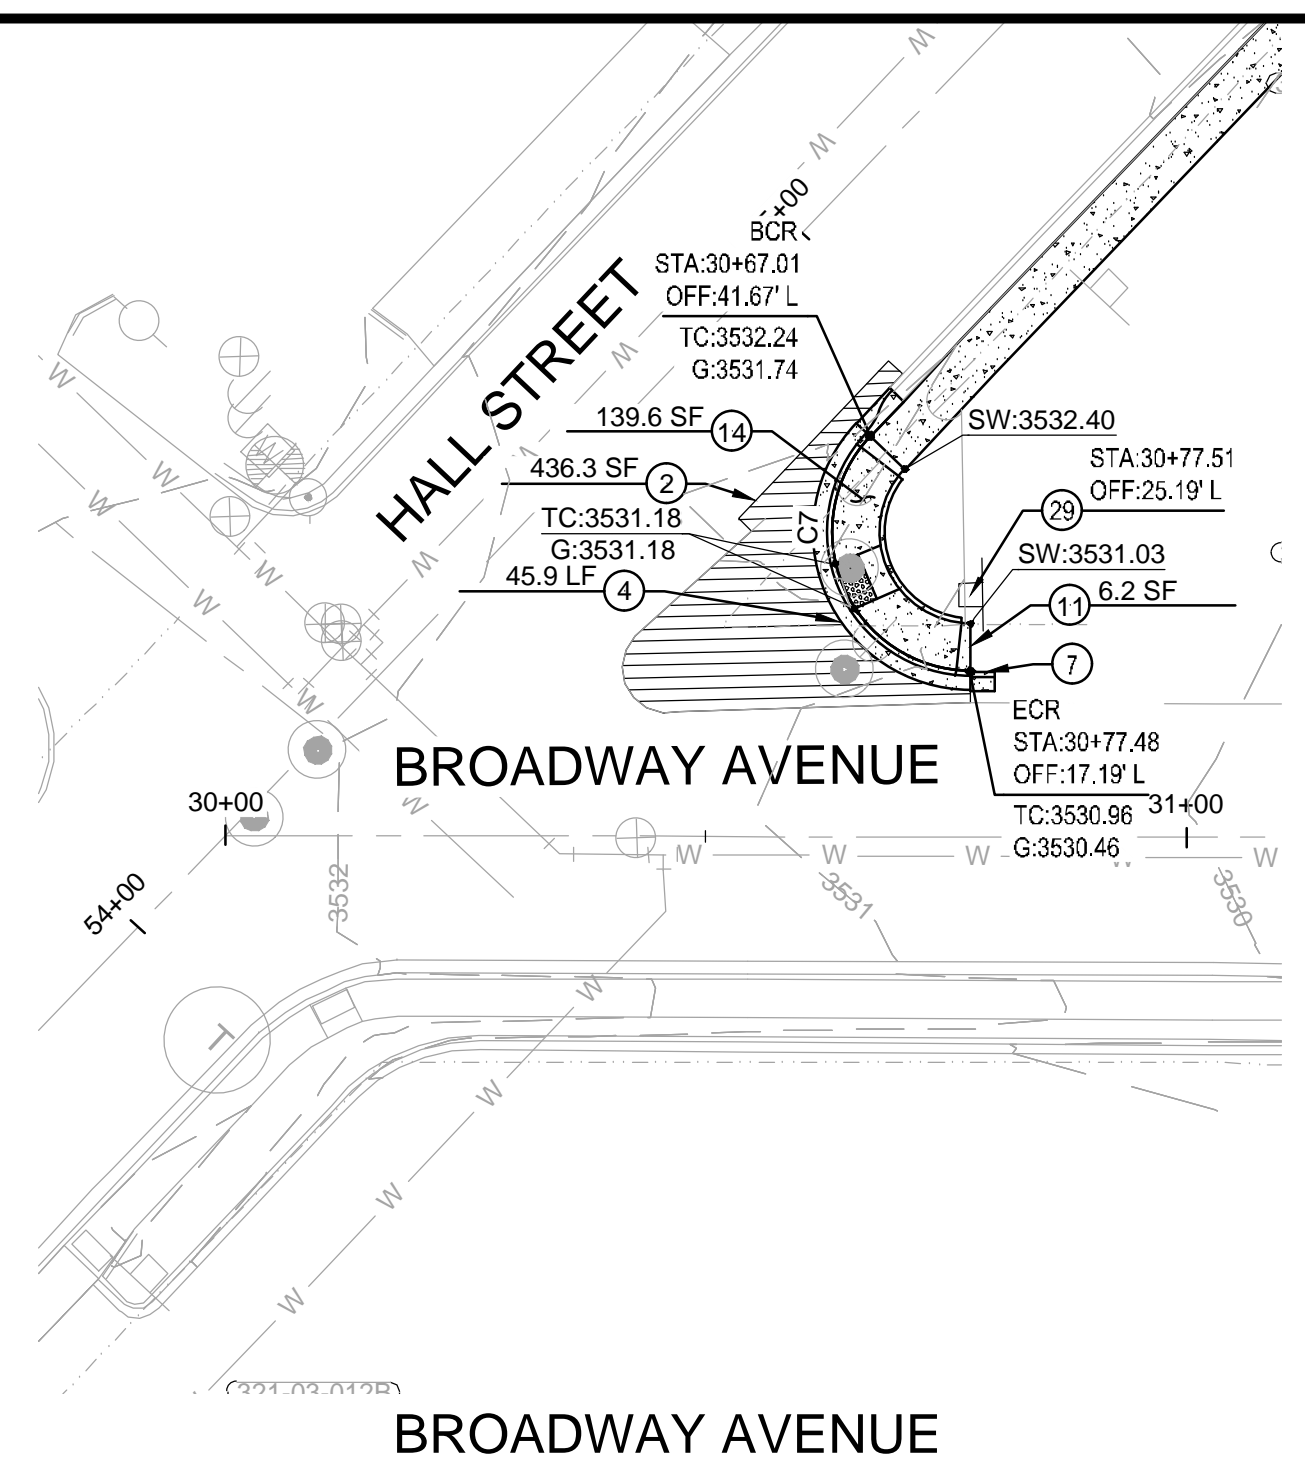 W
W
+00
BCR
STA:30+67.01
OFF:41.67' L
TC:3532.24
G:3531.74
HALL STREET
W
W
139.6 SF 14
SW:3532.40
436.3 SF 2
STA:30+77.51
OFF:25.19' L
29
TC:3531.18
G:3531.18
C7
SW:3531.03
45.9 LF 4
11 6.2 SF
7
W
W
W
W
W
W
W
W
ECR
STA:30+77.48
OFF:17.19' L
TC:3530.96
G:3530.46
BROADWAY AVENUE
30+00
31+00
W
W
W
W
W
54+00
3532
3531
3530
T
W
W
W
W
321-03-012B
BROADWAY AVENUE